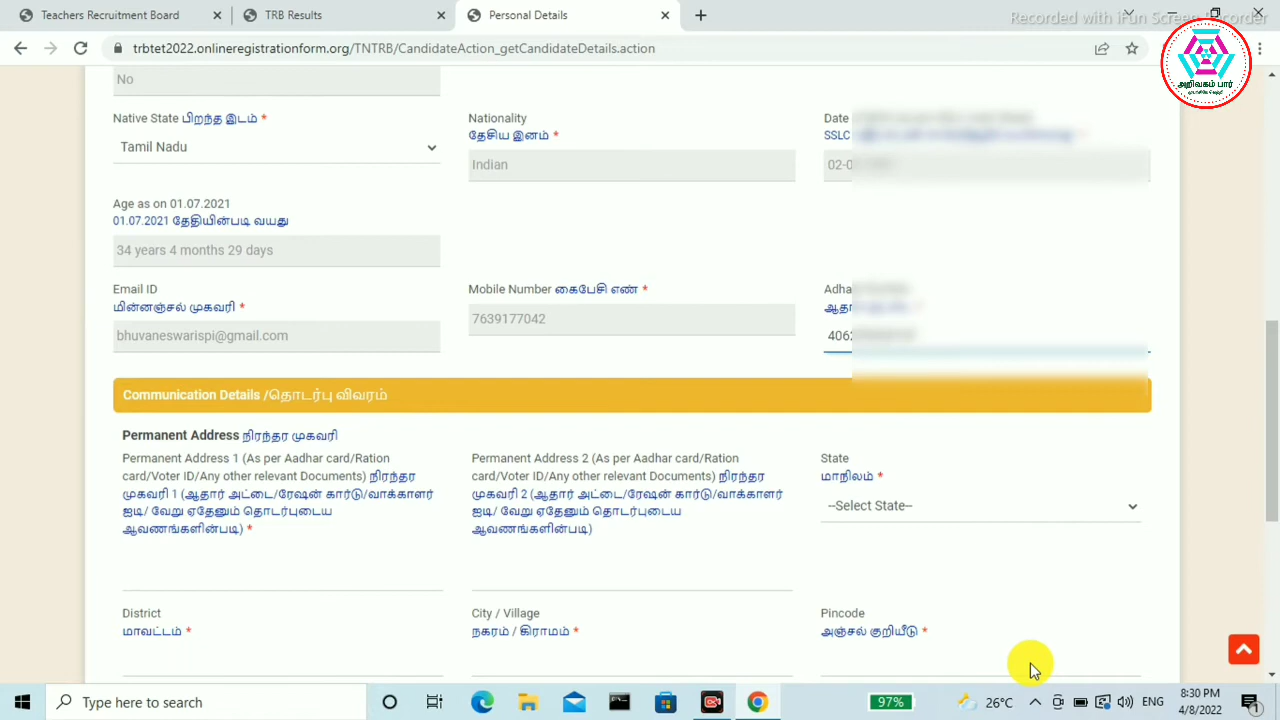 Teachers Recruitment Board
TRB Results
Personal Details
Recorded with iFun Screen Recorder
trbtet2022.onlineregistrationform.org/TNTRB/CandidateAction_getCandidateDetails.action
அறிவகம் பார்
No
Native State பிறந்த இடம் *
Tamil Nadu
Nationality
தேசிய இனம் *
Indian
Date
SSLC
02-0
Age as on 01.07.2021
01.07.2021 தேதியின்படி வயது
34 years 4 months 29 days
Email ID
மின்னஞ்சல் முகவரி *
bhuvaneswarispi@gmail.com
Mobile Number கைபேசி எண் *
7639177042
Adha
ஆதா
406
Communication Details /தொடர்பு விவரம்
Permanent Address நிரந்தர முகவரி
Permanent Address 1 (As per Aadhar card/Ration
card/Voter ID/Any other relevant Documents) நிரந்தர
முகவரி 1 (ஆதார் அட்டை/ரேஷன் கார்டு/வாக்காளர்
ஐடி/ வேறு ஏதேனும் தொடர்புடைய
ஆவணங்களின்படி) *
Permanent Address 2 (As per Aadhar card/Ration
card/Voter ID/Any other relevant Documents) நிரந்தர
முகவரி 2 (ஆதார் அட்டை/ரேஷன் கார்டு/வாக்காளர்
ஐடி/ வேறு ஏதேனும் தொடர்புடைய
ஆவணங்களின்படி)
State
மாநிலம் *
--Select State--
District
மாவட்டம் *
City / Village
நகரம் / கிராமம் *
Pincode
அஞ்சல் குறியீடு *
Type here to search
97%
26°C
ENG
8:30 PM
4/8/2022
1